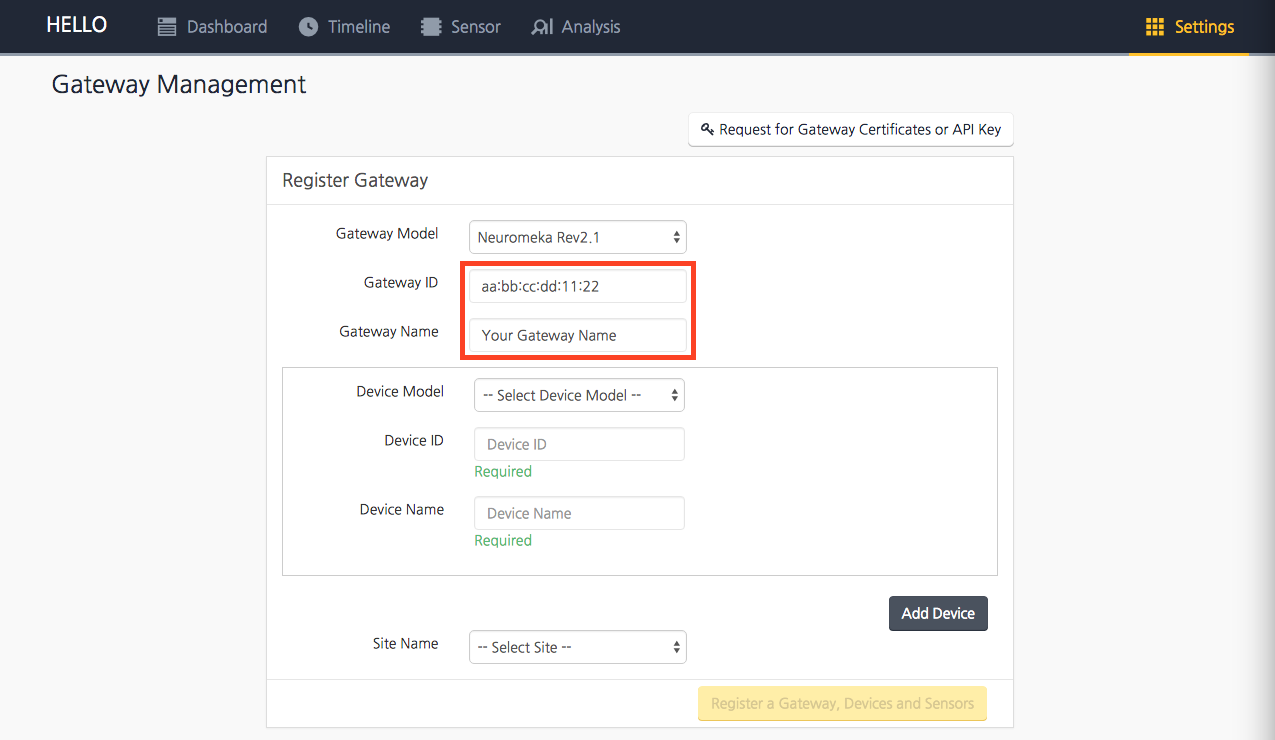 HELLO Dashboard Timeline Sensor Analysis Settings
Gateway Management
Request for Gateway Certificates or API Key
Register Gateway
Gateway Model Neuromeka Rev2.1
Gateway ID aa:bb:cc:dd:11:22
Gateway Name Your Gateway Name
Device Model -- Select Device Model --
Device ID Device ID
Required
Device Name Device Name
Required
Add Device
Site Name -- Select Site --
Register a Gateway, Devices and Sensors